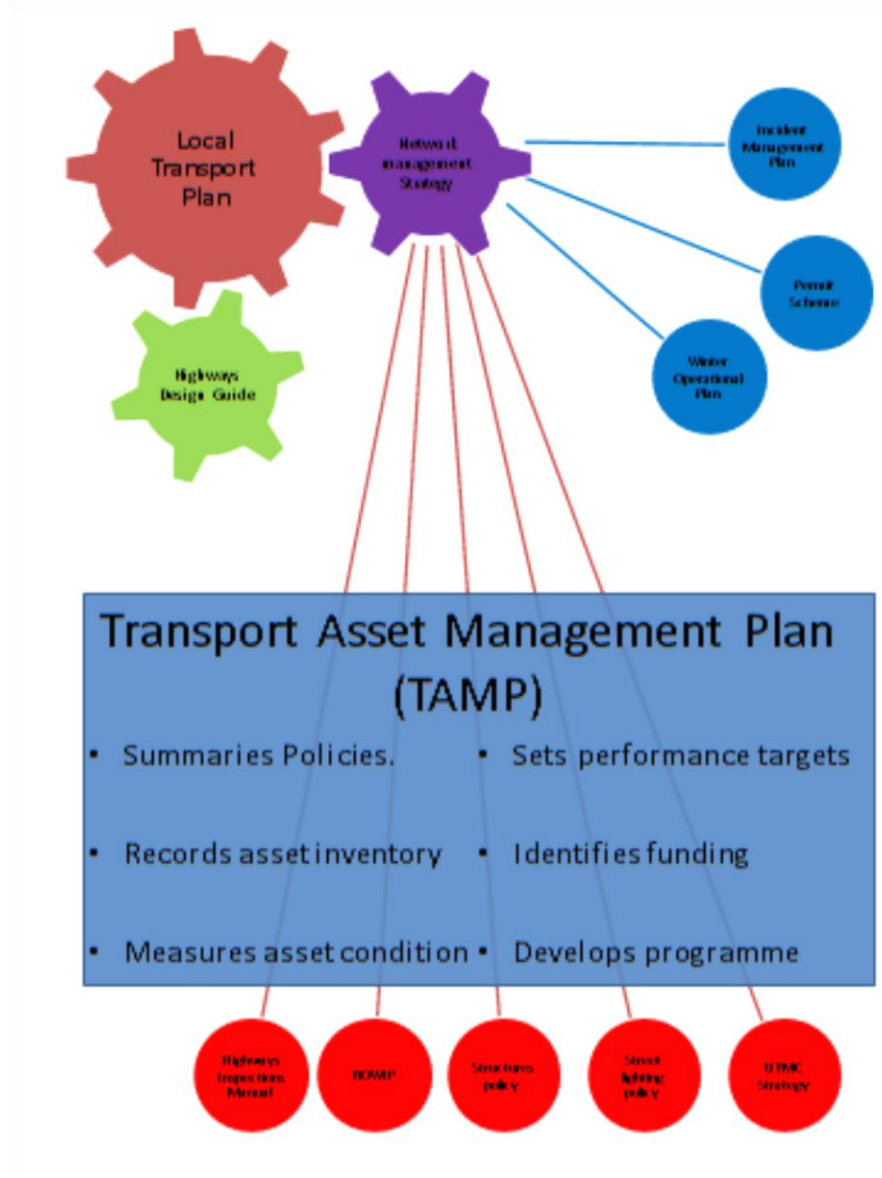 Local
Transport
Plan
Network
management
Strategy
Incident
Management
Plan
Permit
Scheme
Winter
Operational
Plan
Highways
Design Guide
Transport Asset Management Plan
(TAMP)
• Summaries Policies.
• Sets performance targets
• Records asset inventory
• Identifies funding
• Measures asset condition
• Develops programme
Highways
Inspections
Manual
ROWIP
Structures
policy
Street
lighting
policy
UTMC
Strategy